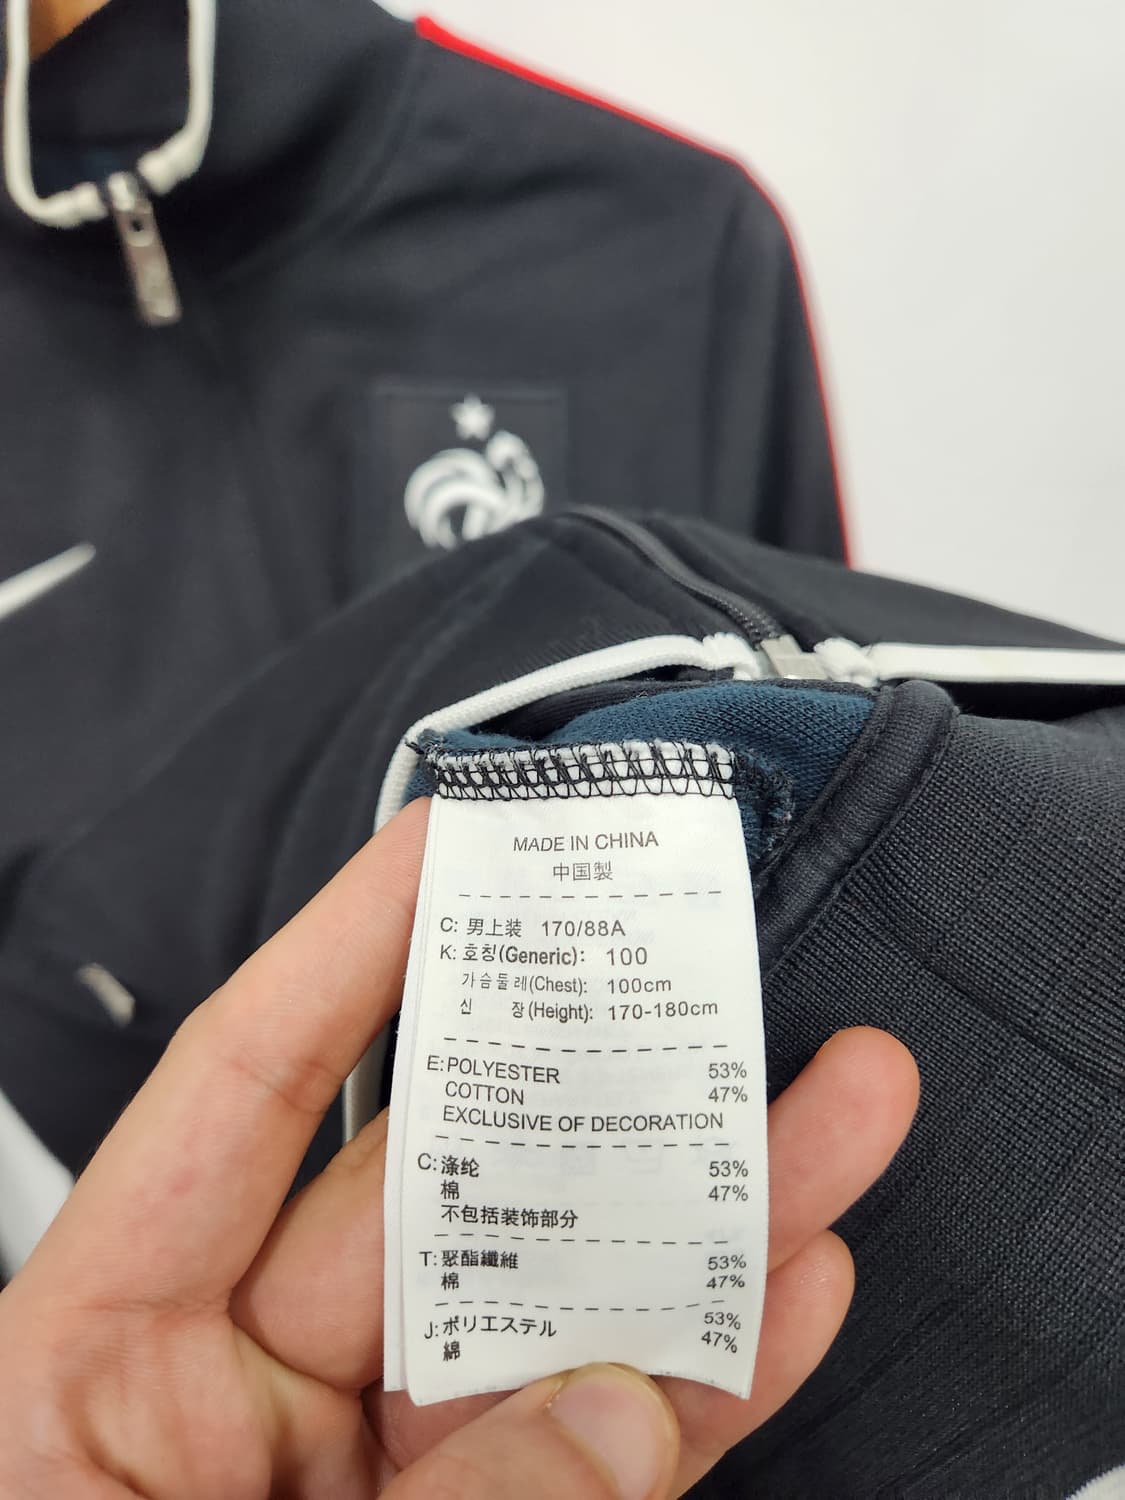 MADE IN CHINA
中国製
C: 男上装 170/88A
K: 호칭(Generic): 100
가슴둘레(Chest): 100cm
신 장(Height): 170-180cm
E:POLYESTER 53%
COTTON 47%
EXCLUSIVE OF DECORATION
C:涤纶 53%
棉 47%
不包括装饰部分
T:聚酯纖維 53%
棉 47%
J:ポリエステル 53%
綿 47%